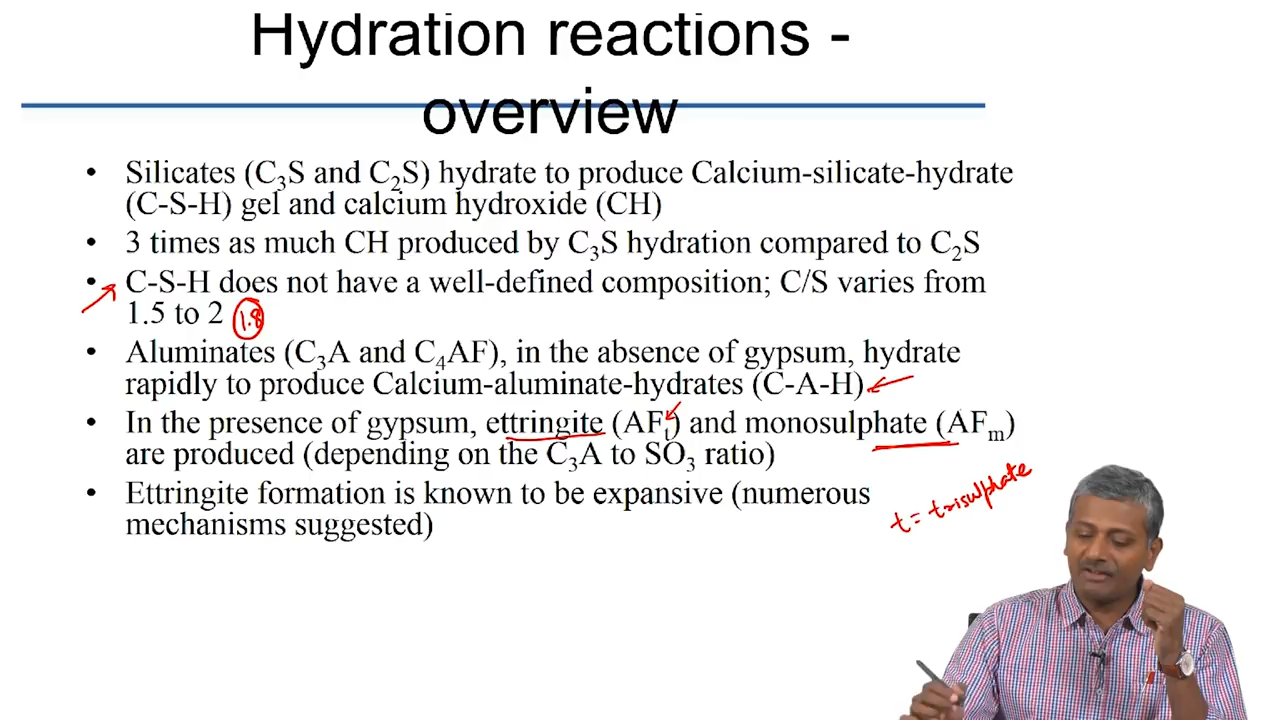 Hydration reactions -
overview
• Silicates (C₃S and C₂S) hydrate to produce Calcium-silicate-hydrate
(C-S-H) gel and calcium hydroxide (CH)
• 3 times as much CH produced by C₃S hydration compared to C₂S
• C-S-H does not have a well-defined composition; C/S varies from
1.5 to 2 1.8
• Aluminates (C₃A and C₄AF), in the absence of gypsum, hydrate
rapidly to produce Calcium-aluminate-hydrates (C-A-H)
• In the presence of gypsum, ettringite (AFₜ) and monosulphate (AFₘ)
are produced (depending on the C₃A to SO₃ ratio)
• Ettringite formation is known to be expansive (numerous
mechanisms suggested)
t = trisulphate